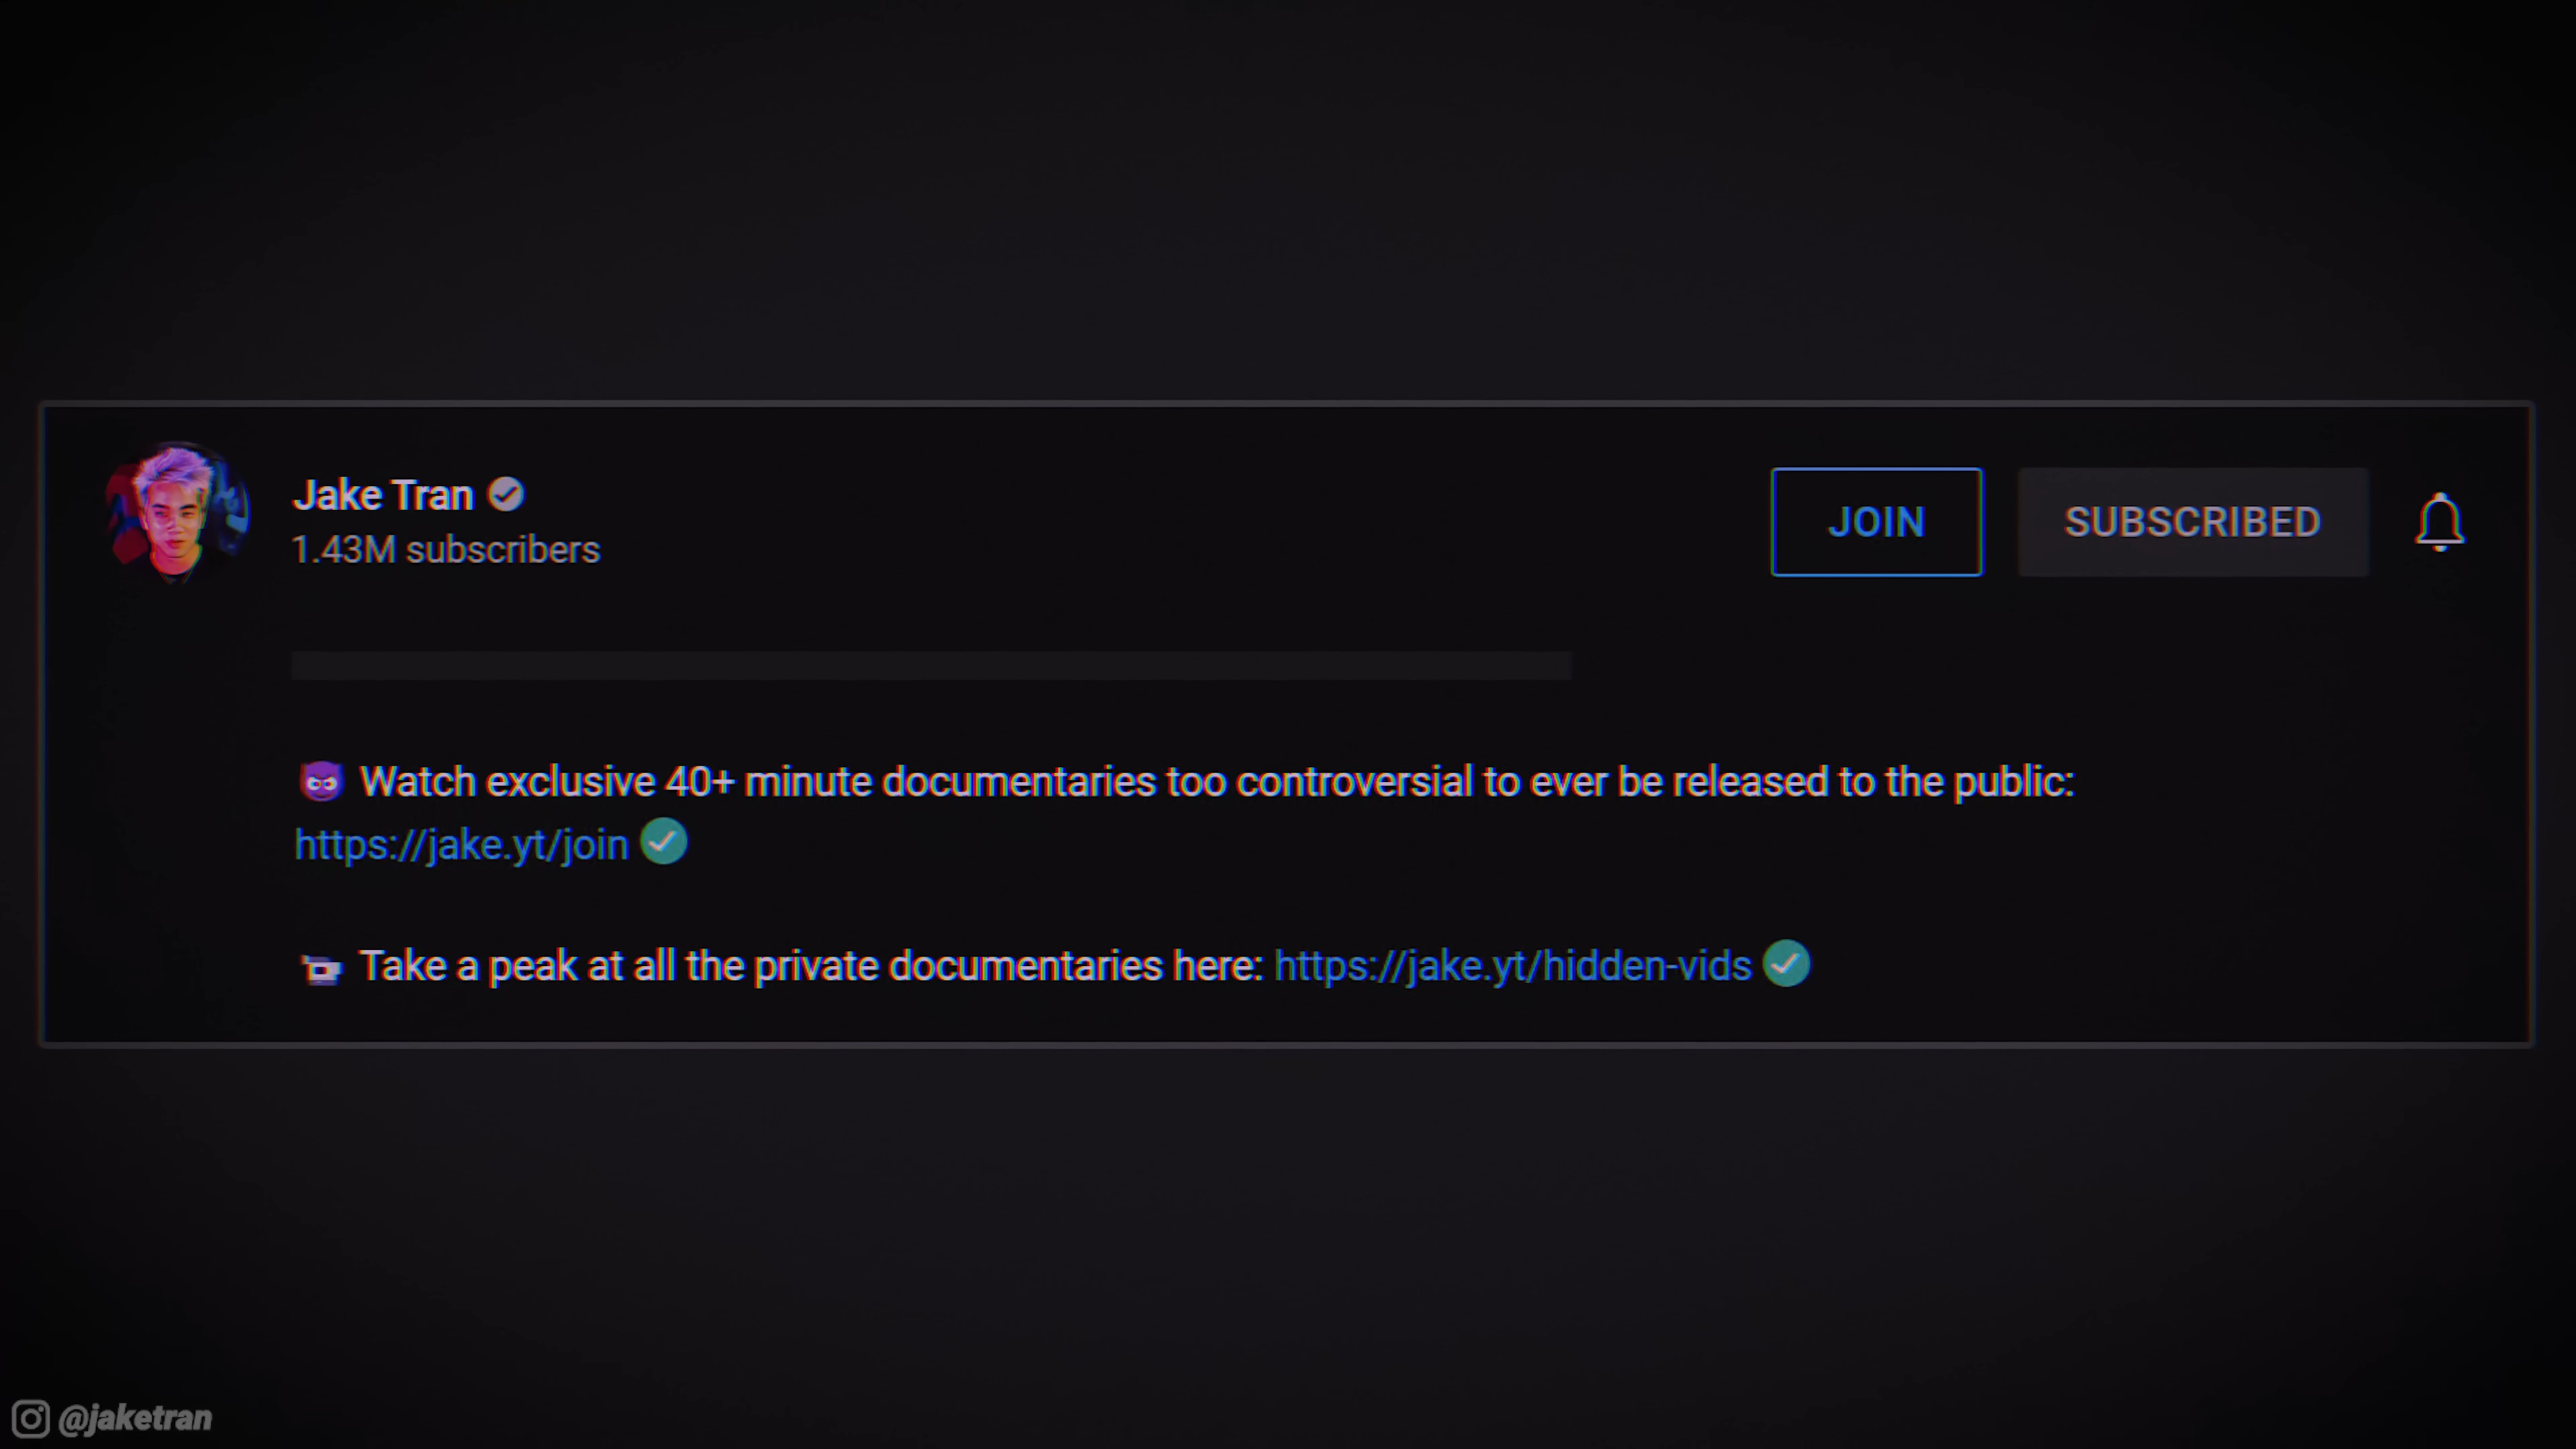 Jake Tran
1.43M subscribers
JOIN
SUBSCRIBED
Watch exclusive 40+ minute documentaries too controversial to ever be released to the public:
https://jake.yt/join
Take a peak at all the private documentaries here: https://jake.yt/hidden-vids
@jaketran